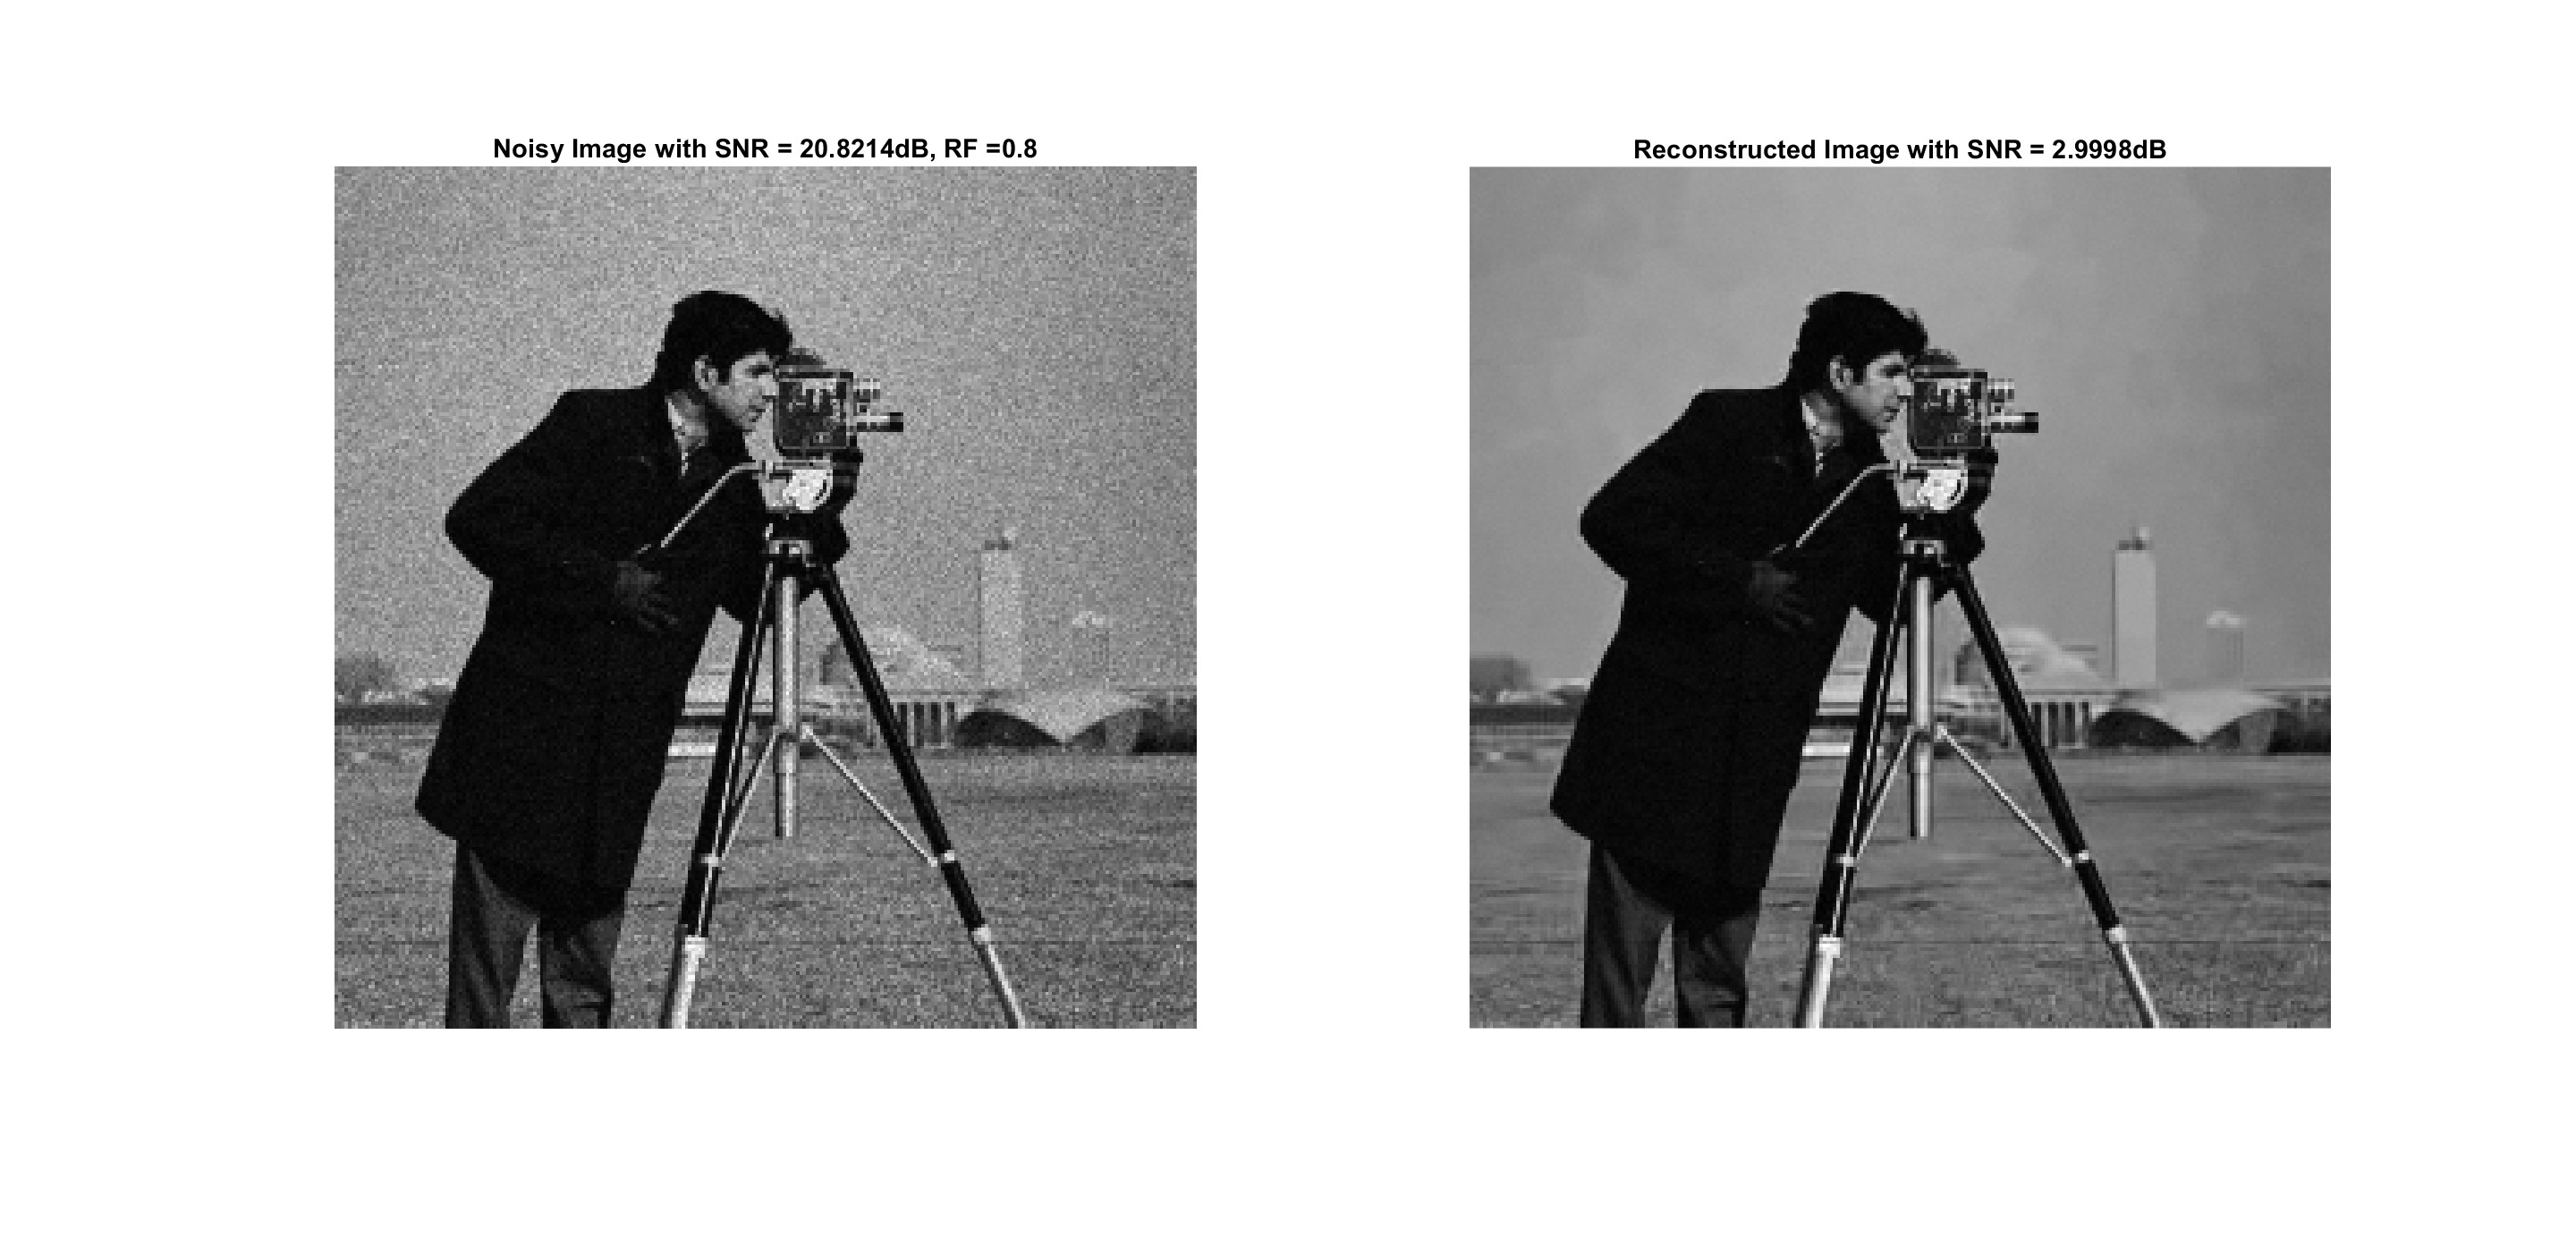 Noisy Image with SNR = 20.8214dB, RF =0.8
Reconstructed Image with SNR = 2.9998dB